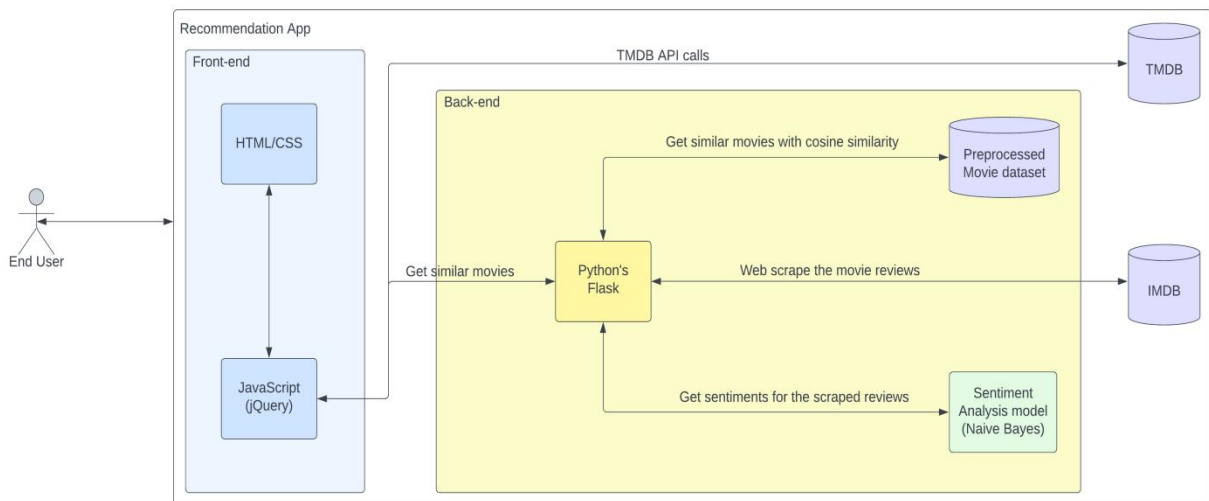 Recommendation App
Front-end
TMDB API calls
TMDB
Back-end
HTML/CSS
Get similar movies with cosine similarity
Preprocessed
Movie dataset
End User
Get similar movies
Python's
Flask
Web scrape the movie reviews
IMDB
JavaScript
(jQuery)
Get sentiments for the scraped reviews
Sentiment
Analysis model
(Naive Bayes)